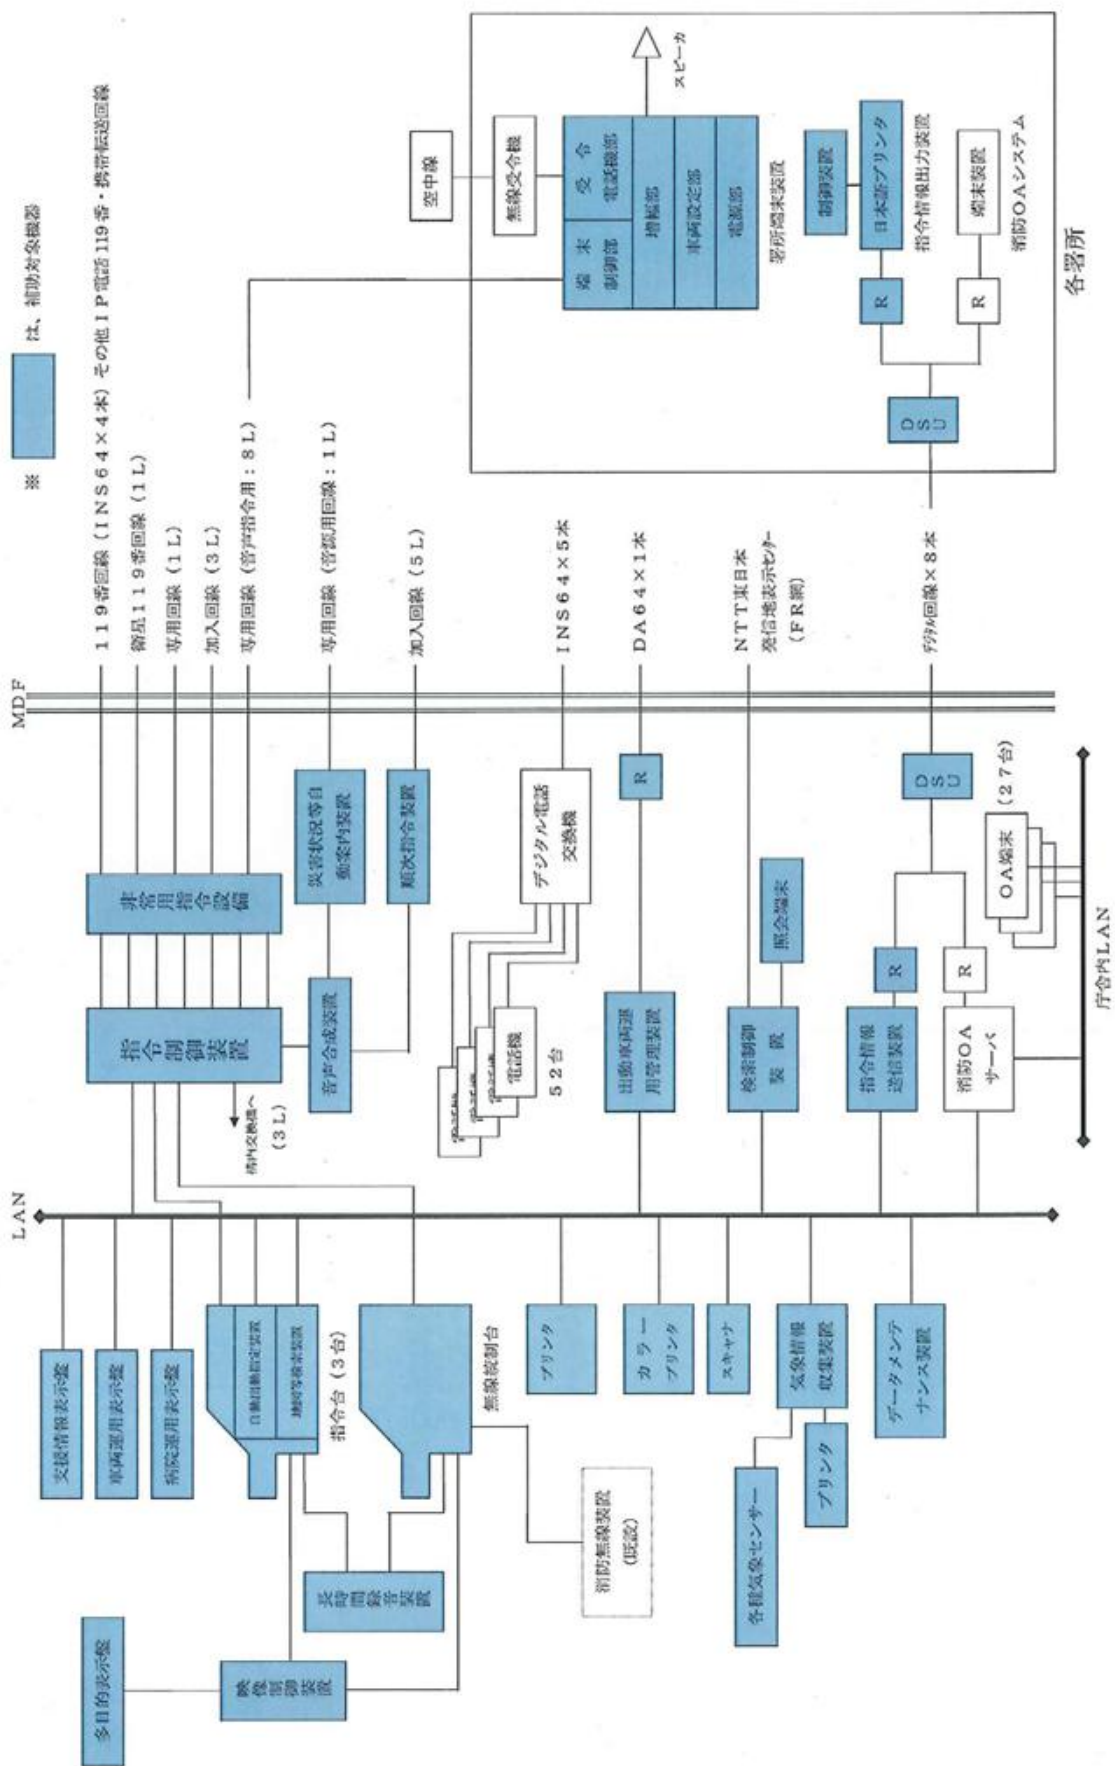 ※ は、補助対象機器
多目的表示盤
映像制御装置
長時間録音装置
支援情報表示盤
車両運用表示盤
病院運用表示盤
自動出動指定装置
地図等検索装置
指令台（3台）
無線統制台
消防無線装置
（既設）
プリンタ
カラー
プリンタ
スキャナ
気象情報
収集装置
各種気象センサー
プリンタ
データメンテ
ナンス装置
LAN
指令制御装置
非常用指令設備
構内交換機へ
（3L）
音声合成装置
災害状況等自
動案内装置
順次指令装置
電話機
52台
デジタル電話
交換機
出動車両運
用管理装置
R
検索制御
装置
照会端末
指令情報
送信装置
R
消防OA
サーバ
R
DSU
OA端末
（27台）
庁舎内LAN
MDF
119番回線（INS64×4本）その他IP電話119番・携帯転送回線
衛星119番回線（1L）
専用回線（1L）
加入回線（3L）
専用回線（音声指令用：8L）
専用回線（音源用回線：1L）
加入回線（5L）
INS64×5本
DA64×1本
NTT東日本
発信地表示センター
（FR網）
デジタル回線×8本
空中線
無線受令機
端末
制御部
受令
電話機部
増幅部
車両設定部
電源部
スピーカ
署所端末装置
制御装置
日本語プリンタ
指令情報出力装置
R
端末装置
消防OAシステム
R
DSU
各署所